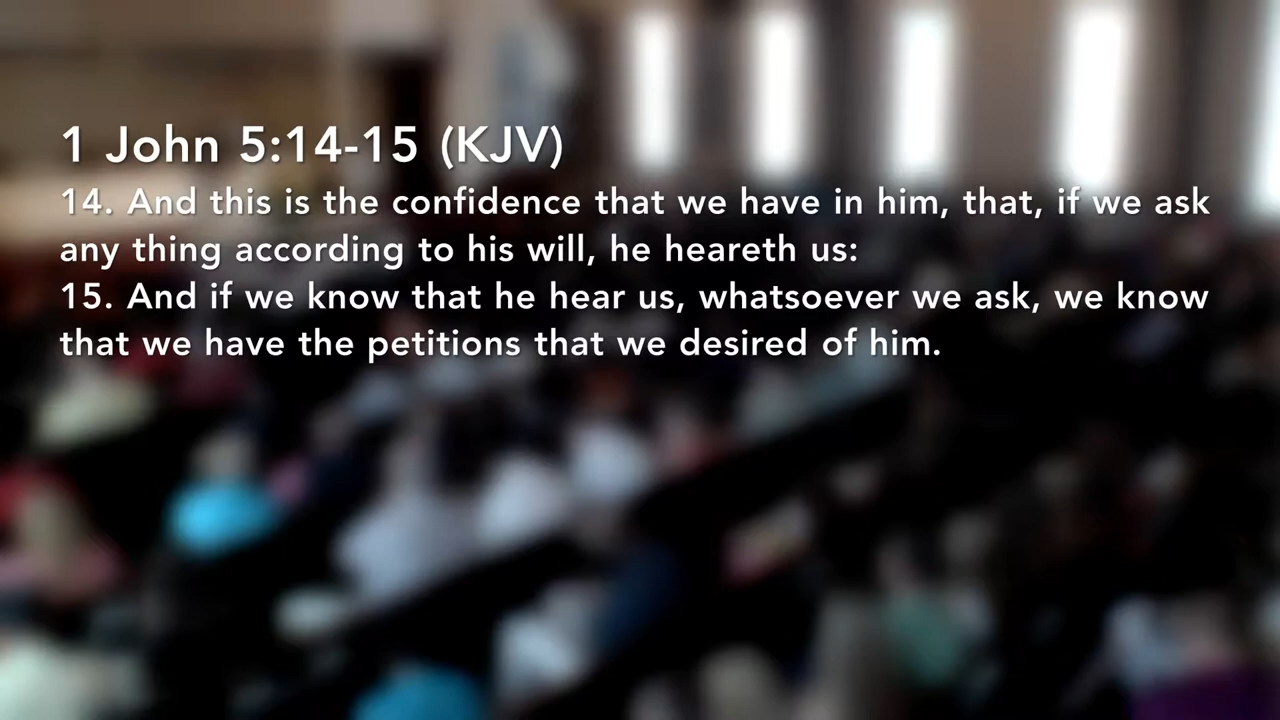 1 John 5:14-15 (KJV)
14. And this is the confidence that we have in him, that, if we ask
any thing according to his will, he heareth us:
15. And if we know that he hear us, whatsoever we ask, we know
that we have the petitions that we desired of him.